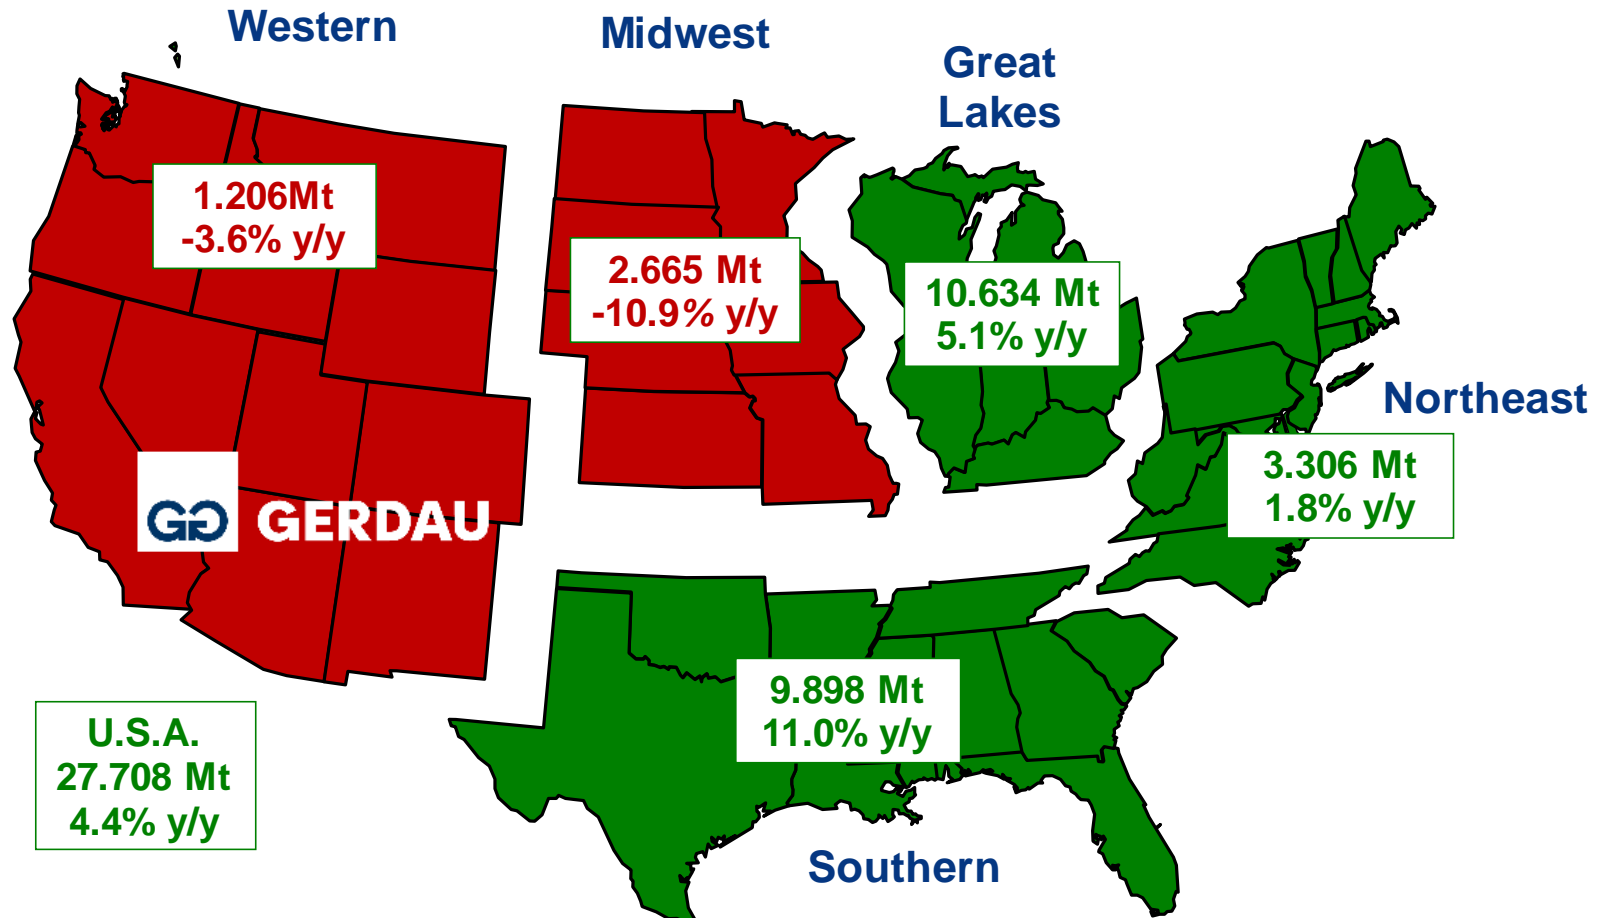 Western
Midwest
Great
Lakes
1.206Mt
-3.6% y/y
2.665 Mt
-10.9% y/y
10.634 Mt
5.1% y/y
Northeast
3.306 Mt
1.8% y/y
GERDAU
9.898 Mt
11.0% y/y
U.S.A.
27.708 Mt
4.4% y/y
Southern